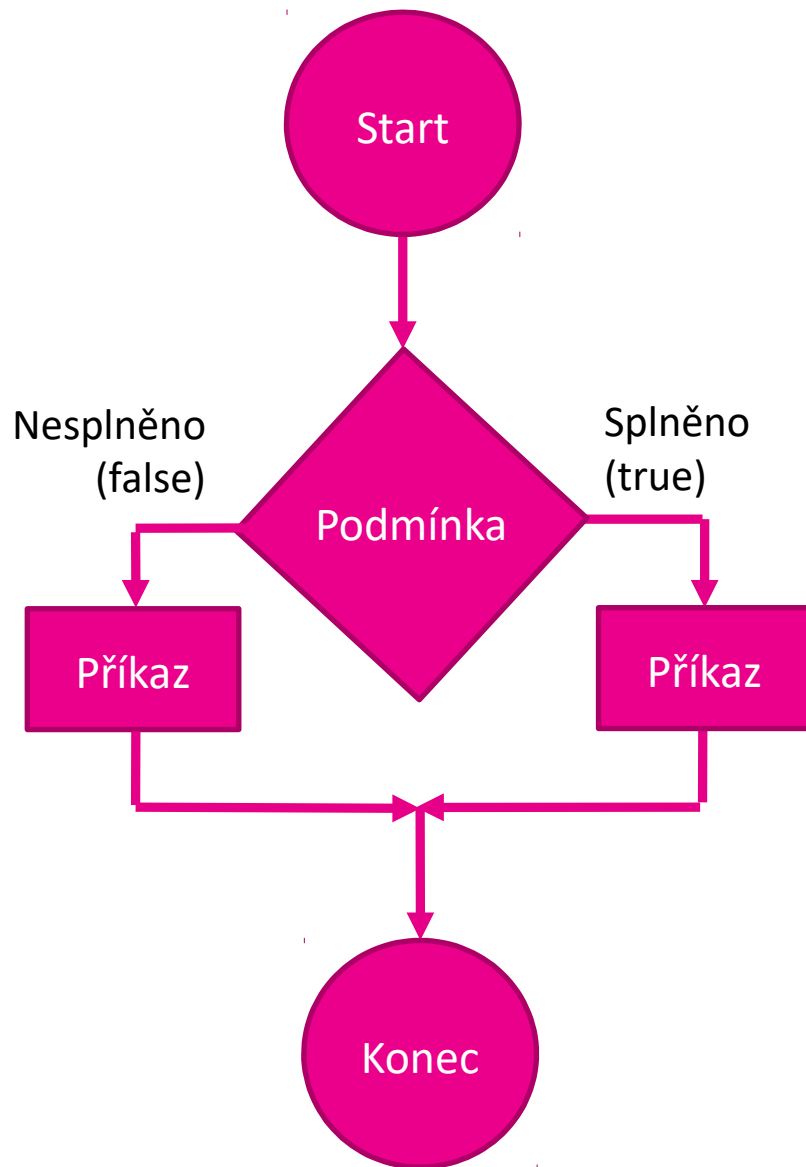 Start
Nesplněno
(false)
Splněno
(true)
Podmínka
Příkaz
Příkaz
Konec